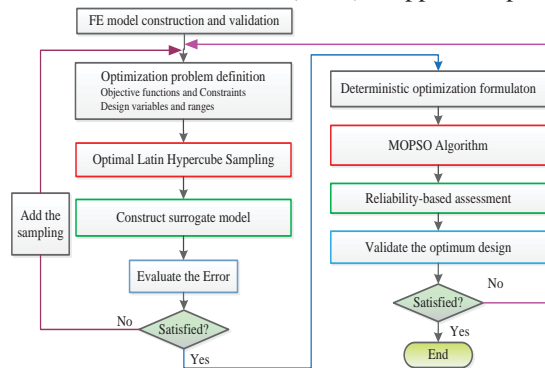 FE model construction and validation
Optimization problem definition
Objective functions and Constraints
Design variables and ranges
Optimal Latin Hypercube Sampling
Construct surrogate model
Add the
sampling
Evaluate the Error
Satisfied?
No
Yes
Deterministic optimization formulaton
MOPSO Algorithm
Reliability-based assessment
Validate the optimum design
Satisfied?
No
Yes
End